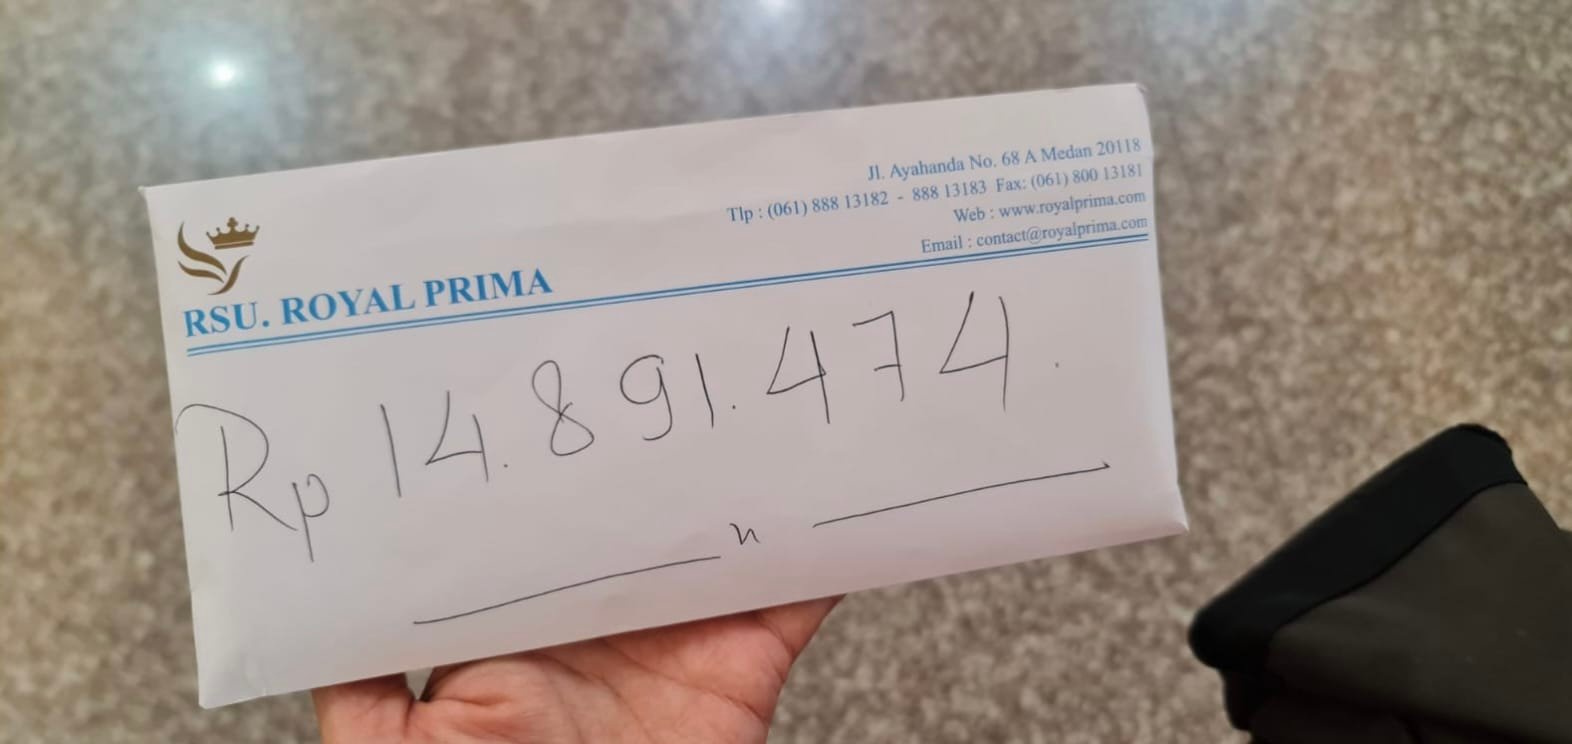 Jl. Ayahanda No. 68 A Medan 20118
Tlp : (061) 888 13182 - 888 13183 Fax: (061) 800 13181
Web : www.royalprima.com
Email : contact@royalprima.com
RSU. ROYAL PRIMA
Rp 14.891.474.